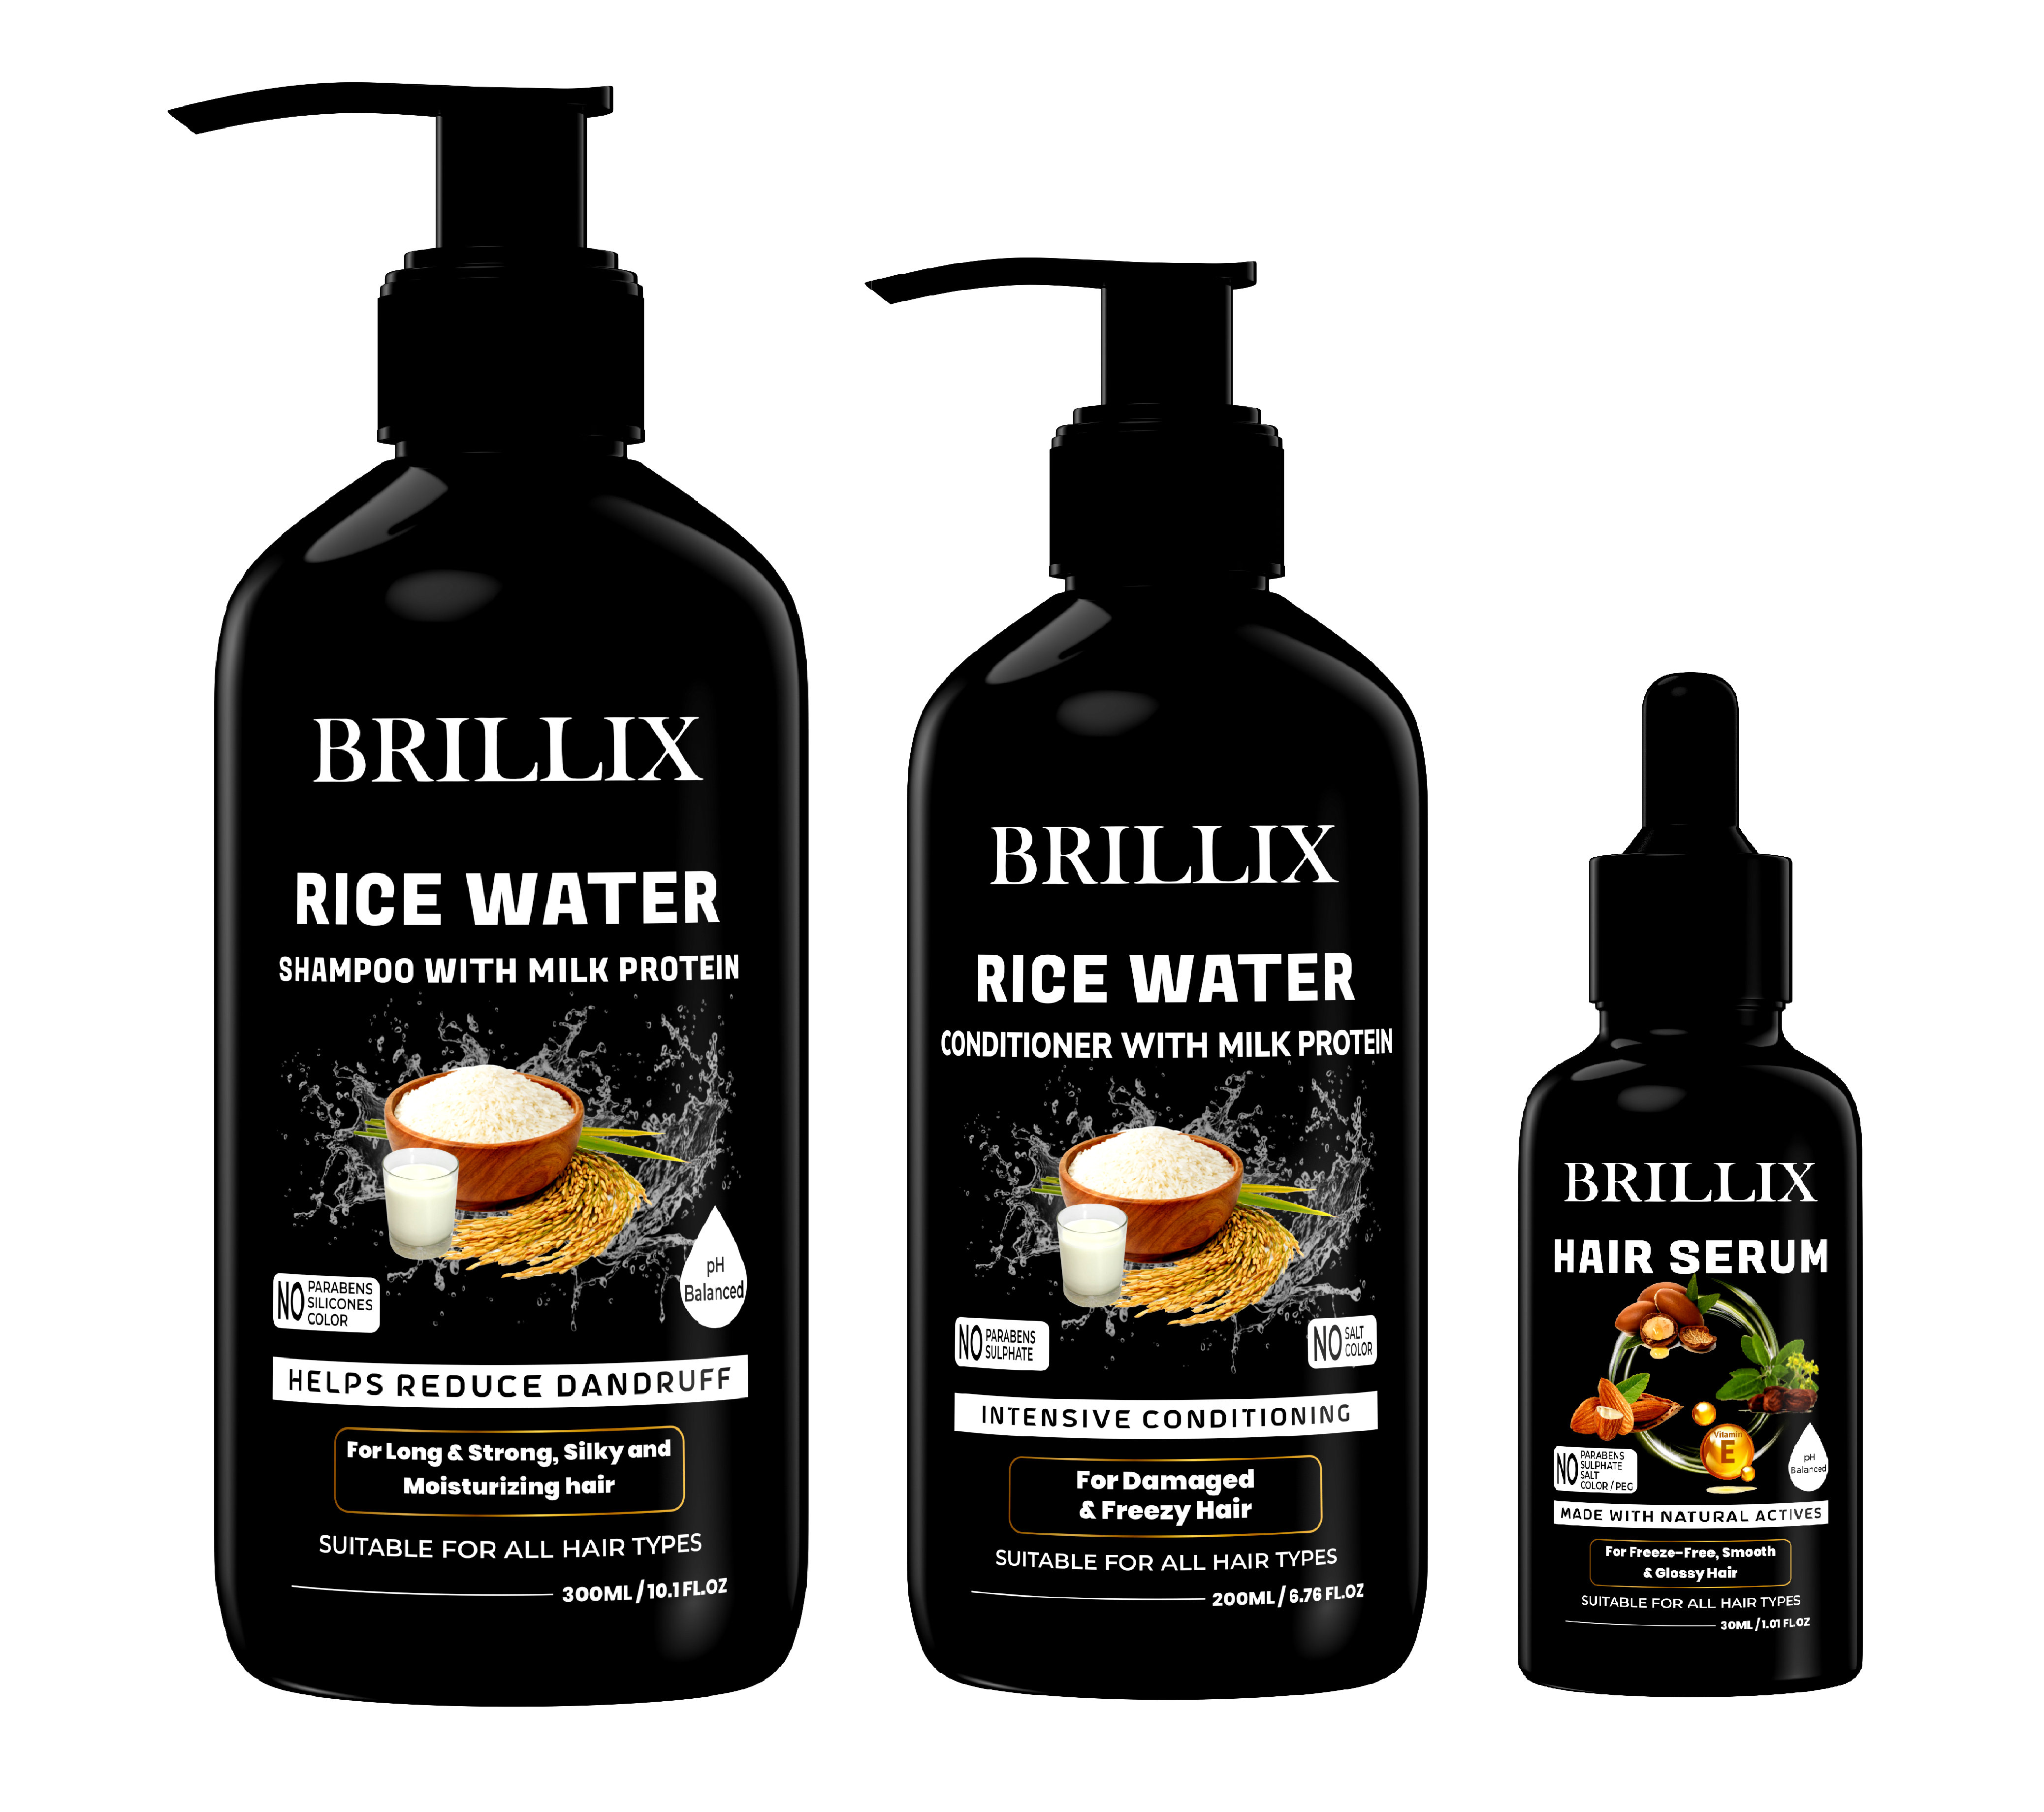 BRILLIX
RICE WATER
SHAMPOO WITH MILK PROTEIN
NO
PARABENS
SILICONES
COLOR
pH
Balanced
HELPS REDUCE DANDRUFF
For Long & Strong, Silky and
Moisturizing hair
SUITABLE FOR ALL HAIR TYPES
300ML / 10.1 FL.OZ
BRILLIX
RICE WATER
CONDITIONER WITH MILK PROTEIN
NO
PARABENS
SULPHATE
NO
SALT
COLOR
INTENSIVE CONDITIONING
For Damaged
& Freezy Hair
SUITABLE FOR ALL HAIR TYPES
200ML / 6.76 FL.OZ
BRILLIX
HAIR SERUM
Vitamin
E
NO
PARABENS
SULPHATE
SALT
COLOR / PEG
pH
Balanced
MADE WITH NATURAL ACTIVES
For Freeze-Free, Smooth
& Glossy Hair
SUITABLE FOR ALL HAIR TYPES
30ML / 1.01 FL.OZ